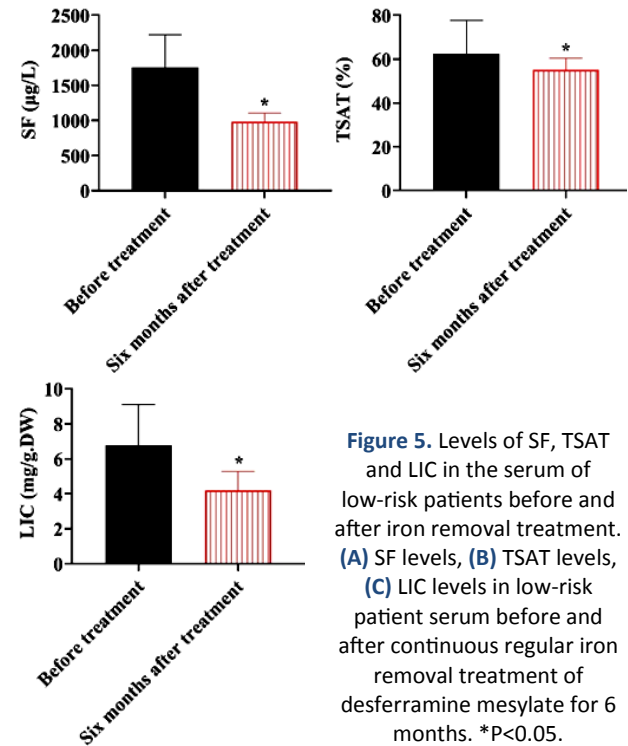 2500
2000
1500
1000
500
0
SF (µg/L)
*
Before treatment
Six months after treatment
80
60
40
20
0
TSAT (%)
*
Before treatment
Six months after treatment
10
8
6
4
2
0
LIC (mg/g.DW)
*
Before treatment
Six months after treatment
Figure 5. Levels of SF, TSAT
and LIC in the serum of
low-risk patients before and
after iron removal treatment.
(A) SF levels, (B) TSAT levels,
(C) LIC levels in low-risk
patient serum before and
after continuous regular iron
removal treatment of
desferramine mesylate for 6
months. *P<0.05.